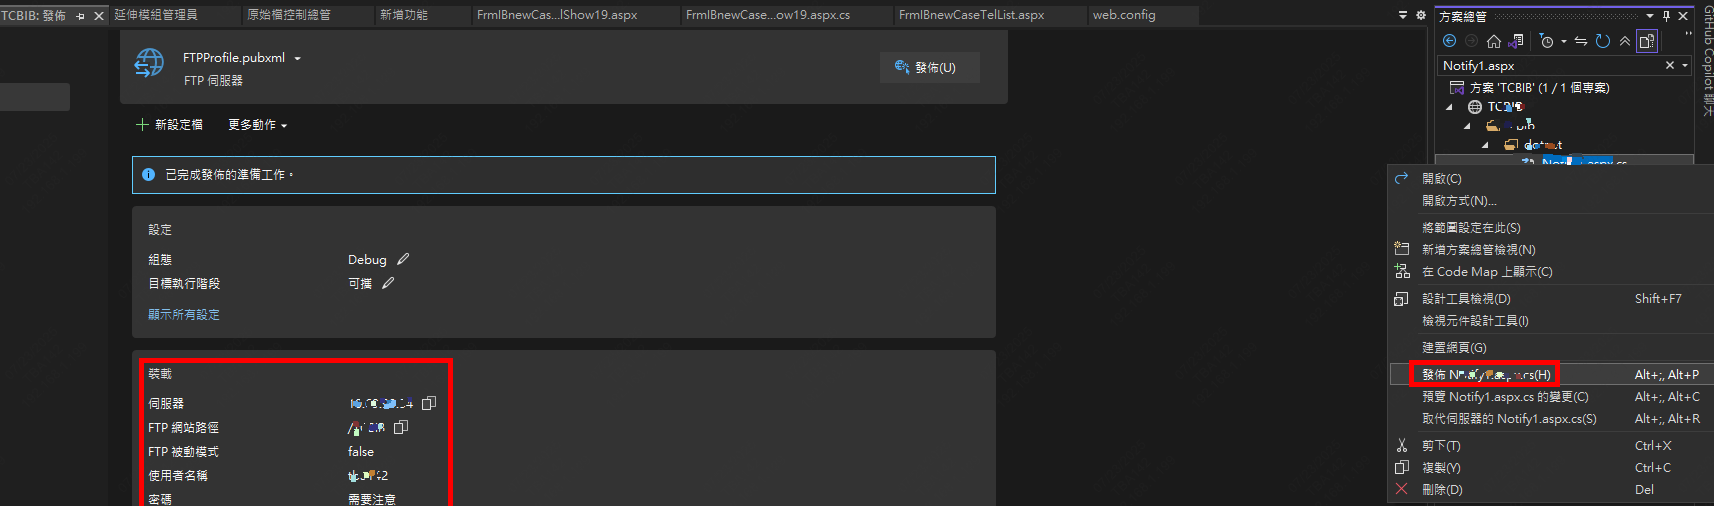 TCBIB: 發佈
延伸模組管理員
原始檔控制總管
新增功能
FrmIBnewCas...lShow19.aspx
FrmIBnewCase...ow19.aspx.cs
FrmIBnewCaseTelList.aspx
web.config
FTPProfile.pubxml
FTP 伺服器
發佈(U)
新設定檔
更多動作
已完成發佈的準備工作。
設定
組態 Debug
目標執行階段 可攜
顯示所有設定
裝載
伺服器
FTP 網站路徑
FTP 被動模式 false
使用者名稱
密碼 需要注意
方案總管
Notify1.aspx
方案 'TCBIB' (1 / 1 個專案)
GitHub Copilot 聊天
開啟(C)
開啟方式(N)...
將範圍設定在此(S)
新增方案總管檢視(N)
在 Code Map 上顯示(C)
設計工具檢視(D) Shift+F7
檢視元件設計工具(I)
建置網頁(G)
發佈 Notify1.aspx.cs(H) Alt+;, Alt+P
預覽 Notify1.aspx.cs 的變更(C) Alt+;, Alt+C
取代伺服器的 Notify1.aspx.cs(S) Alt+;, Alt+R
剪下(T) Ctrl+X
複製(Y) Ctrl+C
刪除(D) Del